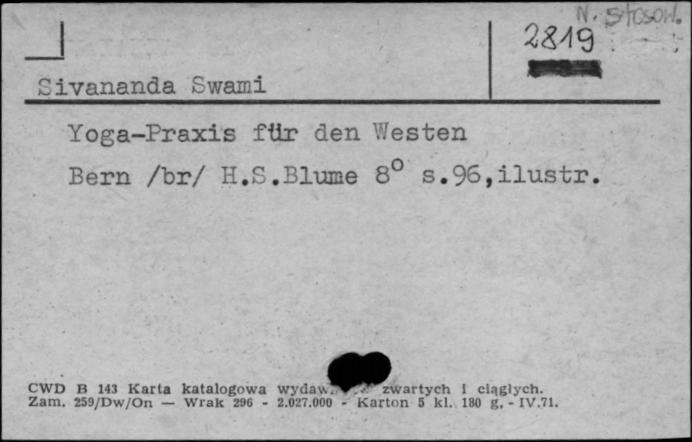 N. Stosow.
2819
Sivananda Swami
Yoga-Praxis für den Westen
Bern /br/ H.S.Blume 8° s.96,ilustr.
CWD B 143 Karta katalogowa zwartych i ciągłych.
Zam. 259/Dw/On — Wrak 296 - 2.027.000 - Karton 5 kl. 180 g. - IV.71.